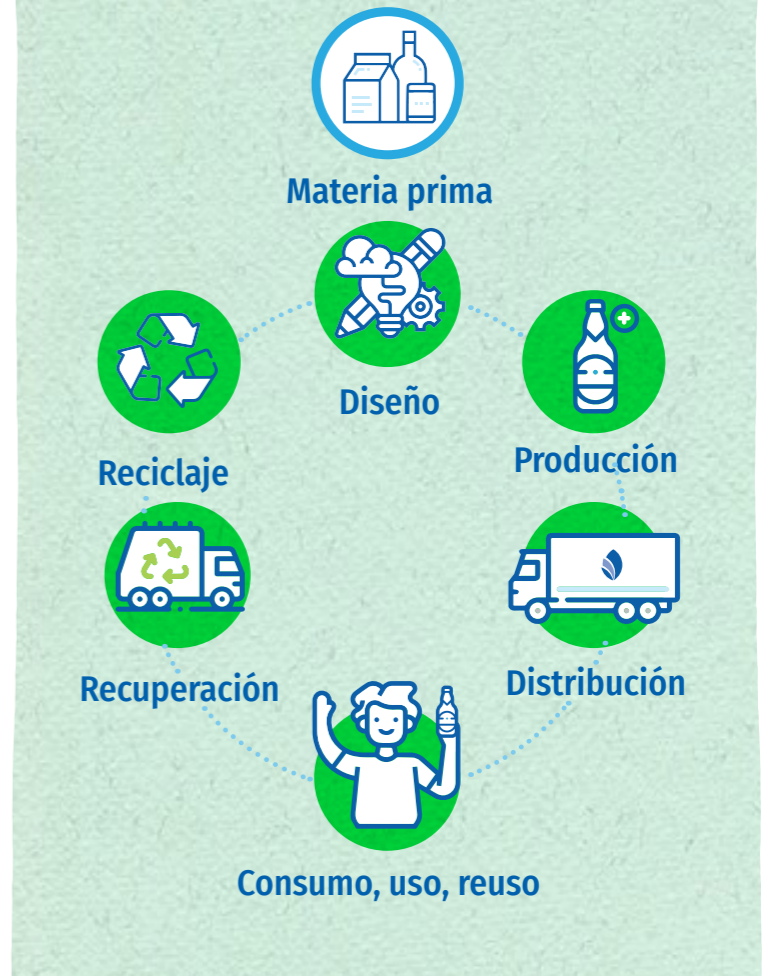 Materia prima
Diseño
Producción
Reciclaje
Distribución
Recuperación
Consumo, uso, reuso